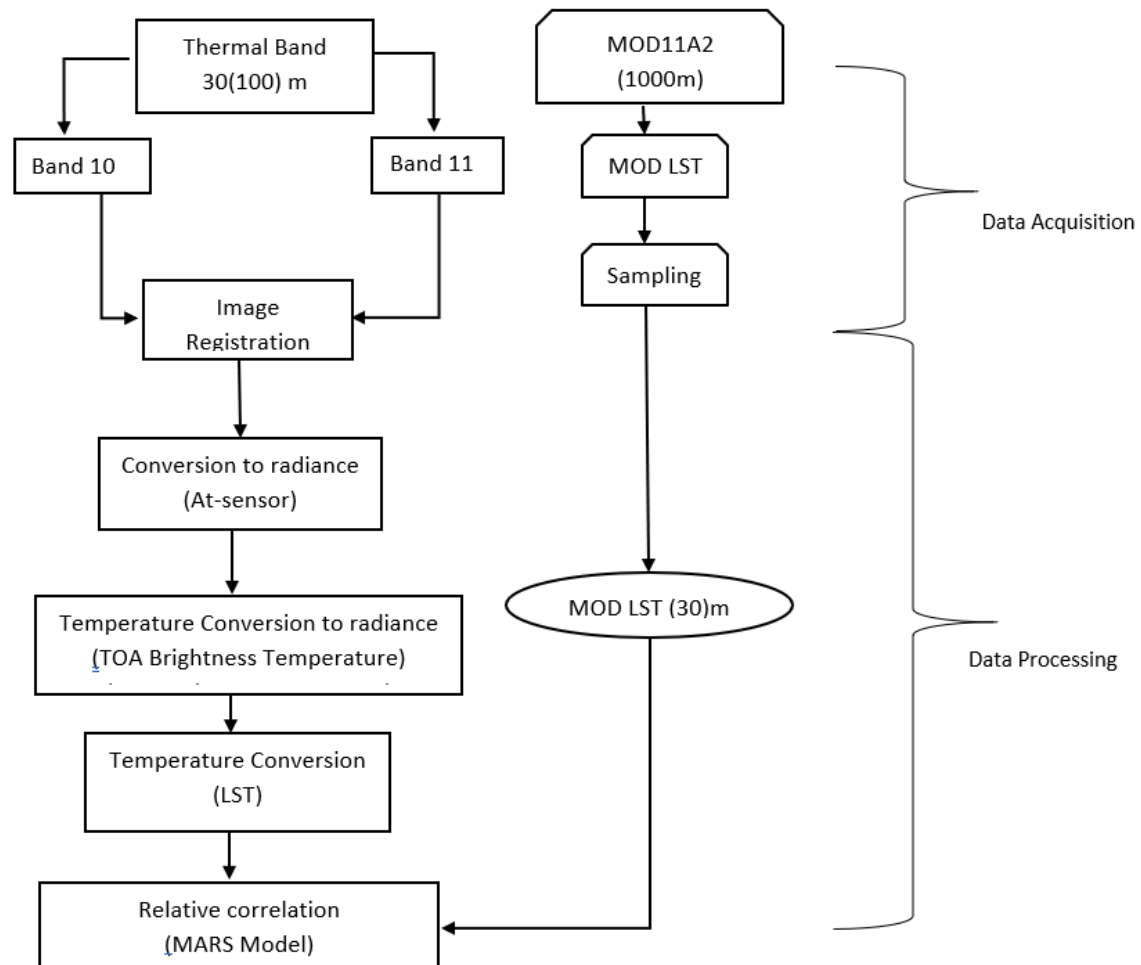 Thermal Band
30(100) m
Band 10
Band 11
Image
Registration
Conversion to radiance
(At-sensor)
Temperature Conversion to radiance
(TOA Brightness Temperature)
Temperature Conversion
(LST)
Relative correlation
(MARS Model)
MOD11A2
(1000m)
MOD LST
Sampling
MOD LST (30)m
Data Acquisition
Data Processing